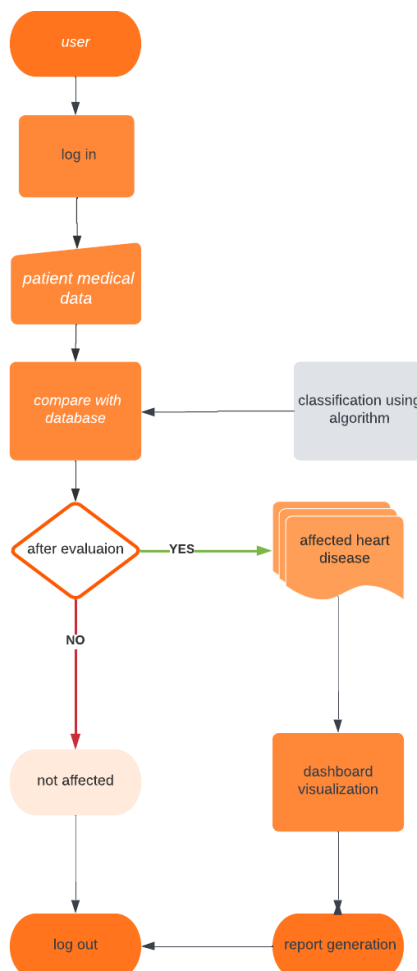 user
log in
patient medical
data
compare with
database
classification using
algorithm
after evaluaion
YES
affected heart
disease
NO
not affected
dashboard
visualization
log out
report generation